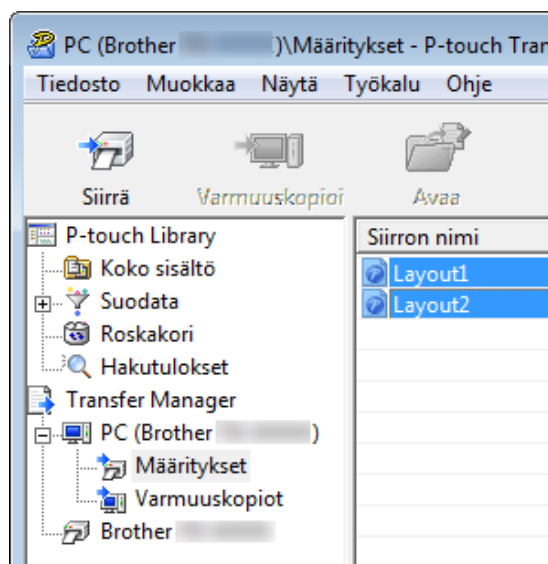 PC (Brother )\Määritykset - P-touch Tran
Tiedosto Muokkaa Näytä Työkalu Ohje
Siirrä Varmuuskopioi Avaa
P-touch Library
Koko sisältö
Suodata
Roskakori
Hakutulokset
Transfer Manager
PC (Brother )
Määritykset
Varmuuskopiot
Brother
Siirron nimi
Layout1
Layout2